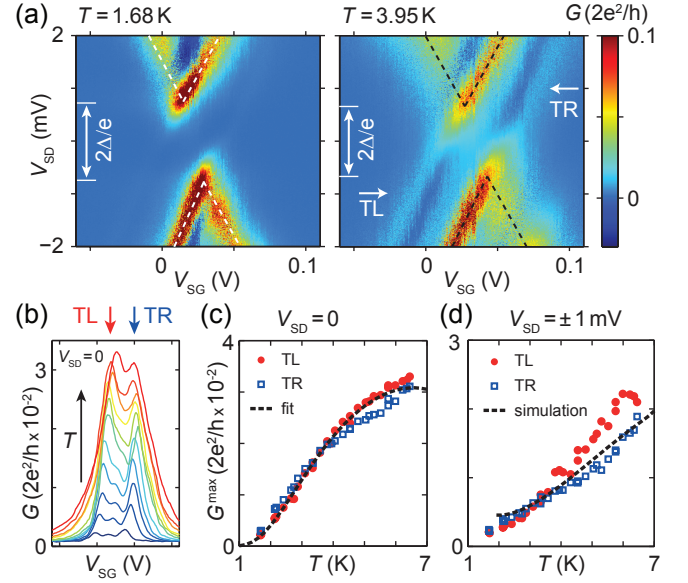 (a) T = 1.68 K T = 3.95 K G (2e²/h)
2 0.1
V_SD (mV) 2Δ/e 2Δ/e TR
TL 0
−2
0 0.1 0 0.1
V_SG (V) V_SG (V)
(b) TL TR (c) V_SD = 0 (d) V_SD = ± 1 mV
3 V_SD = 0 T
G (2e²/h x 10⁻²)
0
V_SG (V)
4 TL
TR
fit
G^max (2e²/h x 10⁻²)
0
1 T (K) 7
3 TL
TR
simulation
0
1 T (K) 7